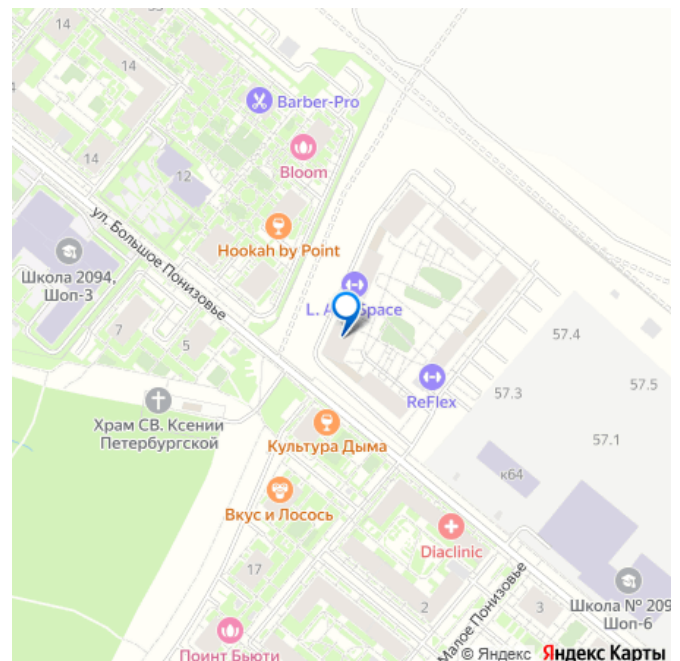 14
14
Barber-Pro
Bloom
14
12
Hookah by Point
ул. Большое Понизовье
Школа 2094,
Шоп-3
L. A
Space
57.4
7
5
57.5
57.3
ReFlex
Храм СВ. Ксении
Петербургской
Культура Дыма
57.1
к64
Вкус и Лосось
Diaclinic
17
2
3
Школа № 209
Шоп-6
Малое Понизовье
Поинт Бьюти
© Яндекс Яндекс Карты